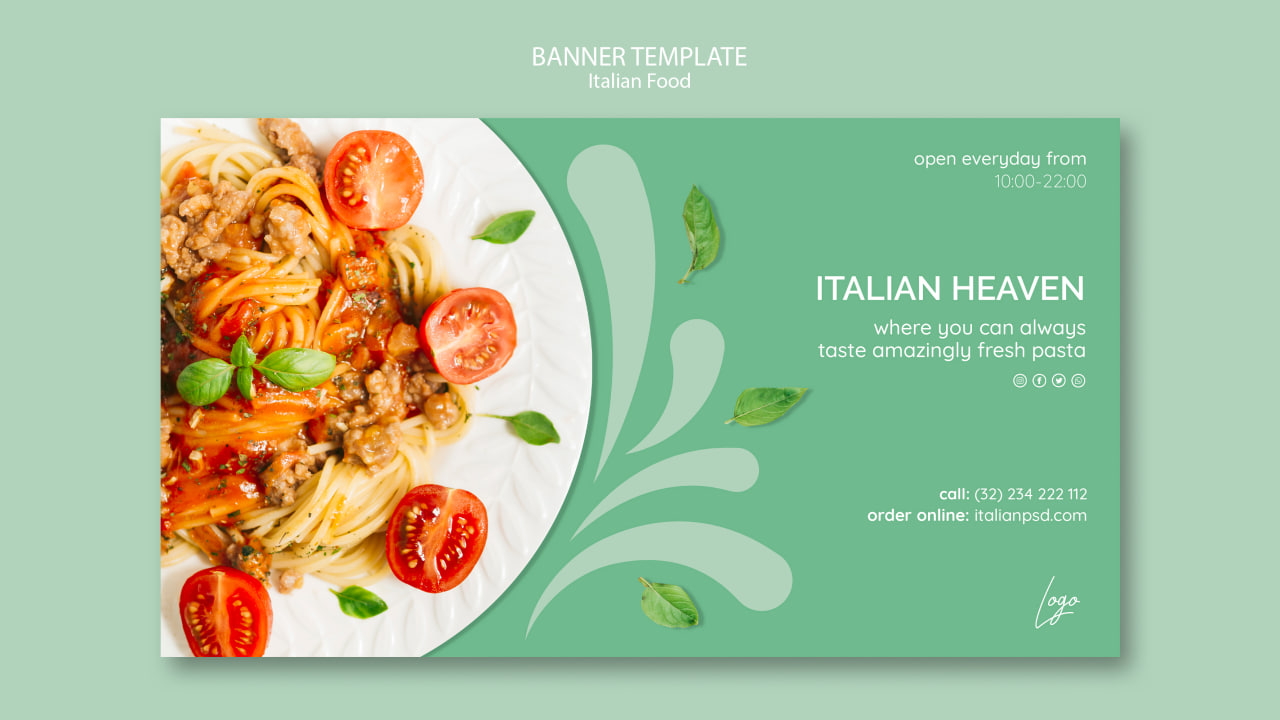 BANNER TEMPLATE
Italian Food
open everyday from
10:00-22:00
ITALIAN HEAVEN
where you can always
taste amazingly fresh pasta
call: (32) 234 222 112
order online: italianpsd.com
Logo